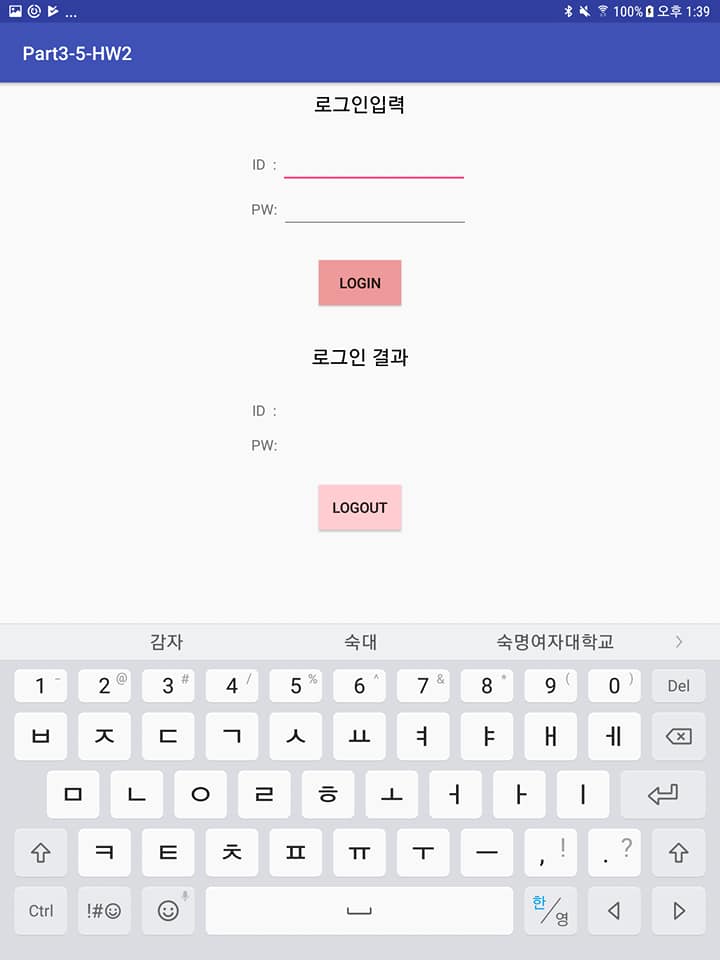 ... 100% 오후 1:39
Part3-5-HW2
로그인입력
ID :
PW:
LOGIN
로그인 결과
ID :
PW:
LOGOUT
감자 숙대 숙명여자대학교
1 - 2 @ 3 # 4 / 5 % 6 ^ 7 & 8 * 9 ( 0 ) Del
ㅂ ㅈ ㄷ ㄱ ㅅ ㅛ ㅕ ㅑ ㅐ ㅔ
ㅁ ㄴ ㅇ ㄹ ㅎ ㅗ ㅓ ㅏ ㅣ
ㅋ ㅌ ㅊ ㅍ ㅠ ㅜ ㅡ , ! . ?
Ctrl !#☺ 한/영